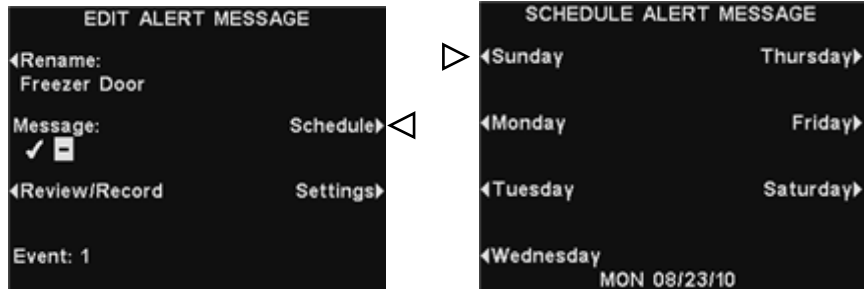 EDIT ALERT MESSAGE
Rename:
Freezer Door
Message:
Schedule
Review/Record
Settings
Event: 1
SCHEDULE ALERT MESSAGE
Sunday
Thursday
Monday
Friday
Tuesday
Saturday
Wednesday
MON 08/23/10